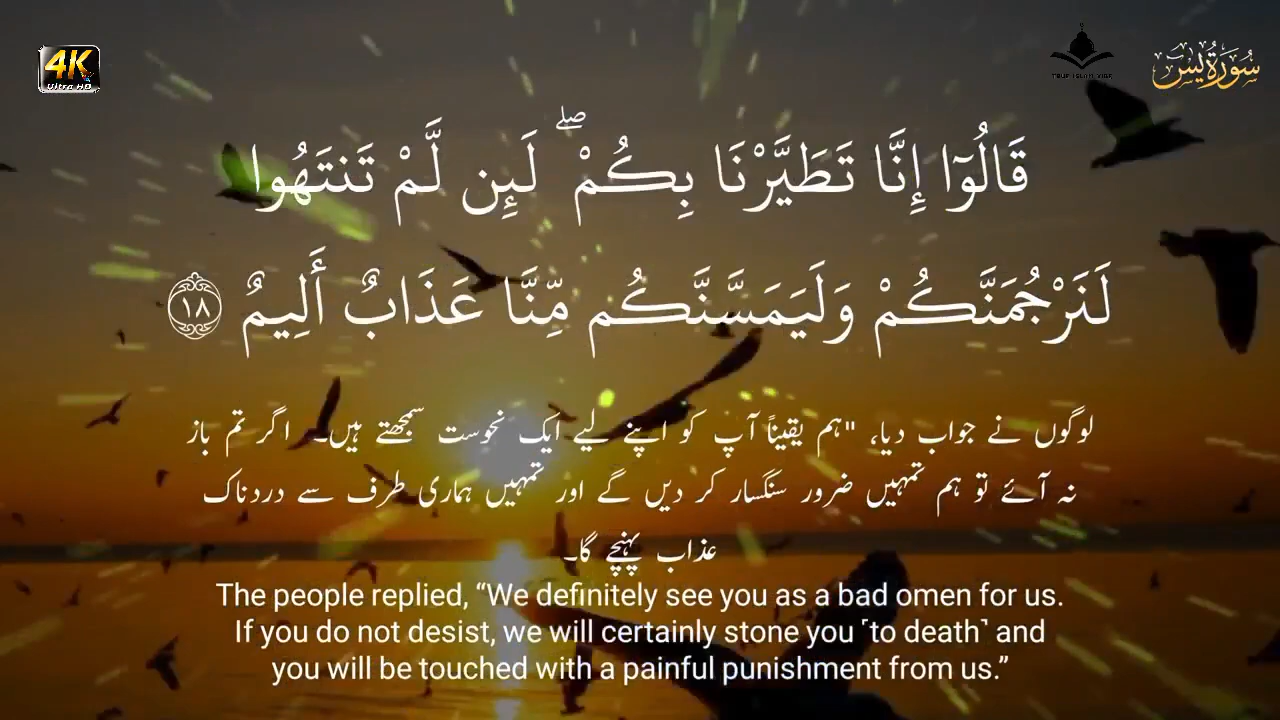 4K
Ultra HD
سُورَةُ يٓسٓ
قَالُوٓا۟ إِنَّا تَطَيَّرْنَا بِكُمْ ۖ لَئِن لَّمْ تَنتَهُوا۟
لَنَرْجُمَنَّكُمْ وَلَيَمَسَّنَّكُم مِّنَّا عَذَابٌ أَلِيمٌ ١٨
لوگوں نے جواب دیا، "ہم یقیناً آپ کو اپنے لیے ایک نحوست سمجھتے ہیں۔ اگر تم باز
نہ آئے تو ہم تمہیں ضرور سنگسار کر دیں گے اور تمہیں ہماری طرف سے دردناک
عذاب پہنچے گا۔
The people replied, “We definitely see you as a bad omen for us.
If you do not desist, we will certainly stone you ˹to death˺ and
you will be touched with a painful punishment from us.”